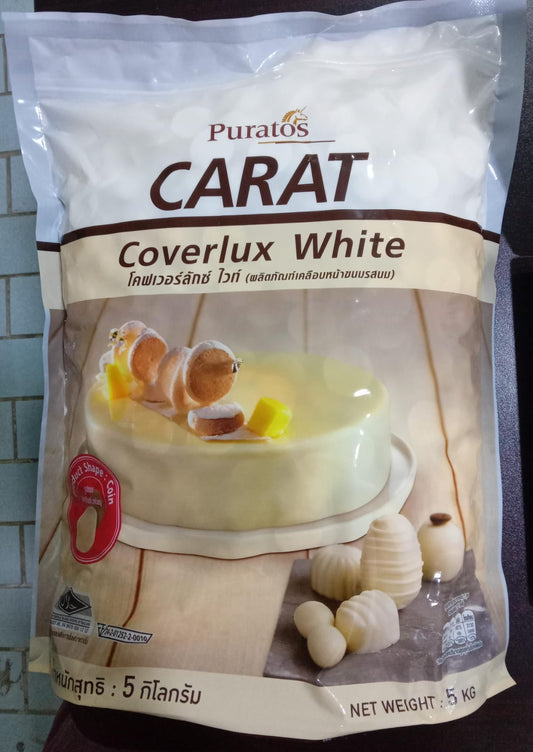 Puratos
CARAT
Coverlux White
โคฟเวอร์ลักซ์ ไวท์ (ผลิตภัณฑ์เคลือบหน้าขนมรสนม)
duct Shape : Coin
น้ำหนักสุทธิ : 5 กิโลกรัม
NET WEIGHT : 5 KG